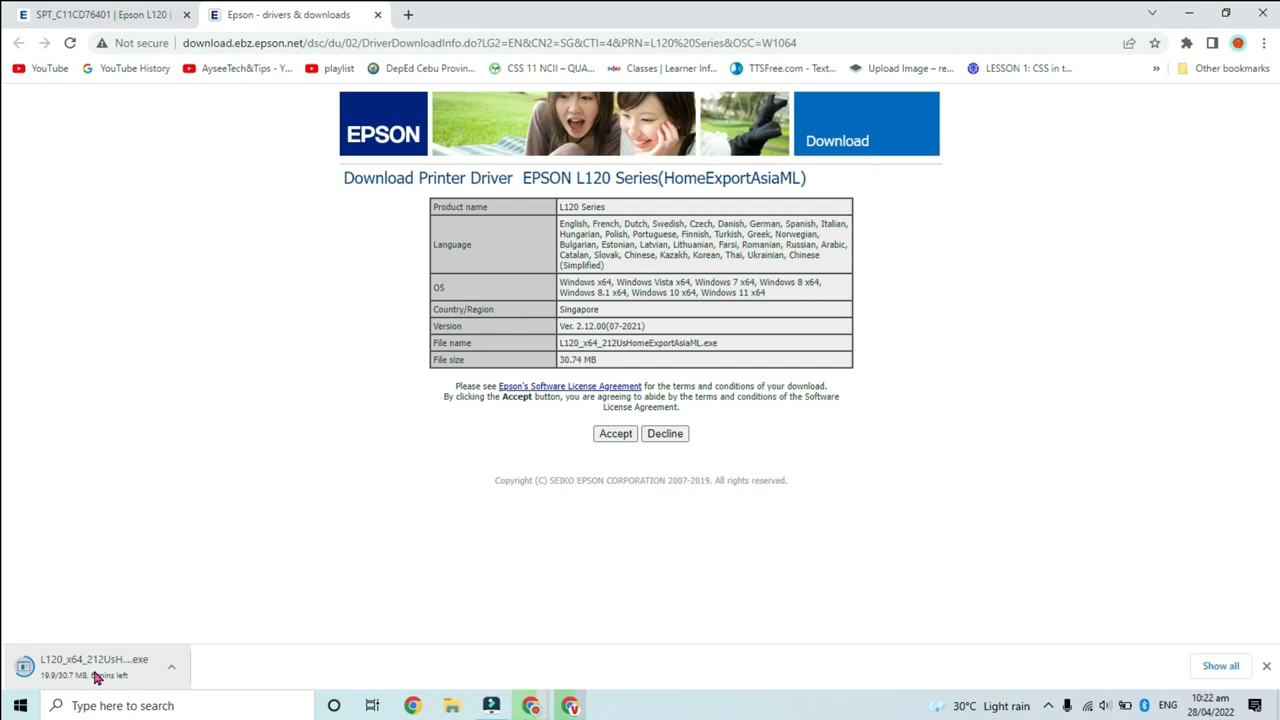 SPT_C11CD76401 | Epson L120 |
Epson - drivers & downloads
Not secure
download.ebz.epson.net/dsc/du/02/DriverDownloadInfo.do?LG2=EN&CN2=SG&CTI=4&PRN=L120%20Series&OSC=W1064
YouTube
YouTube History
AyseeTech&Tips - Y...
playlist
DepEd Cebu Provin...
CSS 11 NCII – QUA...
Classes | Learner Inf...
TTSFree.com - Text...
Upload Image – re...
LESSON 1: CSS in t...
»
Other bookmarks
EPSON
Download
Download Printer Driver EPSON L120 Series(HomeExportAsiaML)
Product name
L120 Series
Language
English, French, Dutch, Swedish, Czech, Danish, German, Spanish, Italian,
Hungarian, Polish, Portuguese, Finnish, Turkish, Greek, Norwegian,
Bulgarian, Estonian, Latvian, Lithuanian, Farsi, Romanian, Russian, Arabic,
Catalan, Slovak, Chinese, Kazakh, Korean, Thai, Ukrainian, Chinese
(Simplified)
OS
Windows x64, Windows Vista x64, Windows 7 x64, Windows 8 x64,
Windows 8.1 x64, Windows 10 x64, Windows 11 x64
Country/Region
Singapore
Version
Ver. 2.12.00(07-2021)
File name
L120_x64_212UsHomeExportAsiaML.exe
File size
30.74 MB
Please see Epson's Software License Agreement for the terms and conditions of your download.
By clicking the Accept button, you are agreeing to abide by the terms and conditions of the Software
License Agreement.
Accept
Decline
Copyright (C) SEIKO EPSON CORPORATION 2007-2019. All rights reserved.
L120_x64_212UsH....exe
19.9/30.7 MB, left
Show all
Type here to search
30°C Light rain
ENG
10:22 am
28/04/2022